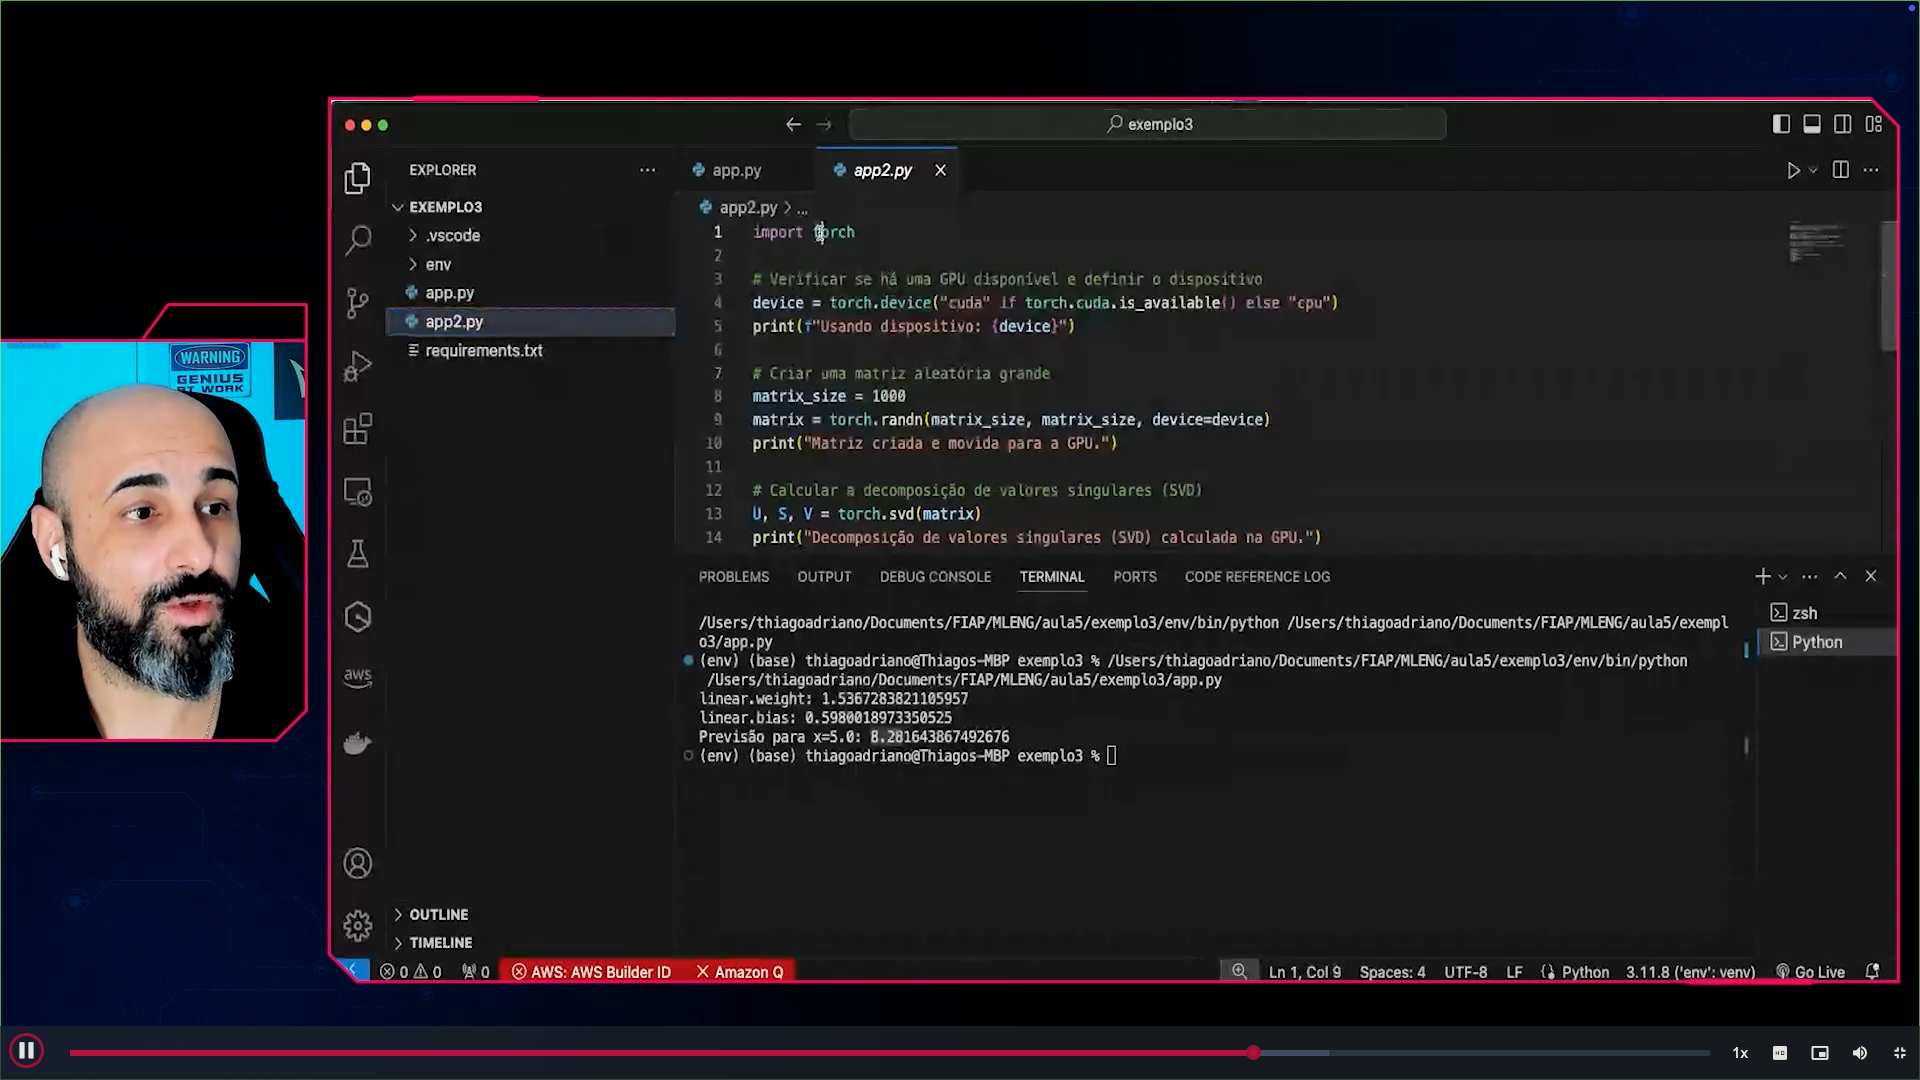 exemplo3
EXPLORER
EXEMPLO3
.vscode
env
app.py
app2.py
requirements.txt
OUTLINE
TIMELINE
app.py
app2.py
app2.py > ...
1 import torch
2
3 # Verificar se há uma GPU disponível e definir o dispositivo
4 device = torch.device("cuda" if torch.cuda.is_available() else "cpu")
5 print(f"Usando dispositivo: {device}")
6
7 # Criar uma matriz aleatória grande
8 matrix_size = 1000
9 matrix = torch.randn(matrix_size, matrix_size, device=device)
10 print("Matriz criada e movida para a GPU.")
11
12 # Calcular a decomposição de valores singulares (SVD)
13 U, S, V = torch.svd(matrix)
14 print("Decomposição de valores singulares (SVD) calculada na GPU.")
PROBLEMS OUTPUT DEBUG CONSOLE TERMINAL PORTS CODE REFERENCE LOG
/Users/thiagoadriano/Documents/FIAP/MLENG/aula5/exemplo3/env/bin/python /Users/thiagoadriano/Documents/FIAP/MLENG/aula5/exempl
o3/app.py
(env) (base) thiagoadriano@Thiagos-MBP exemplo3 % /Users/thiagoadriano/Documents/FIAP/MLENG/aula5/exemplo3/env/bin/python
/Users/thiagoadriano/Documents/FIAP/MLENG/aula5/exemplo3/app.py
linear.weight: 1.5367283821105957
linear.bias: 0.5980018973350525
Previsão para x=5.0: 8.281643867492676
(env) (base) thiagoadriano@Thiagos-MBP exemplo3 %
zsh
Python
aws
0 0 0 AWS: AWS Builder ID Amazon Q
Ln 1, Col 9 Spaces: 4 UTF-8 LF Python 3.11.8 ('env': venv) Go Live
WARNING
GENIUS
AT WORK
1x
HD